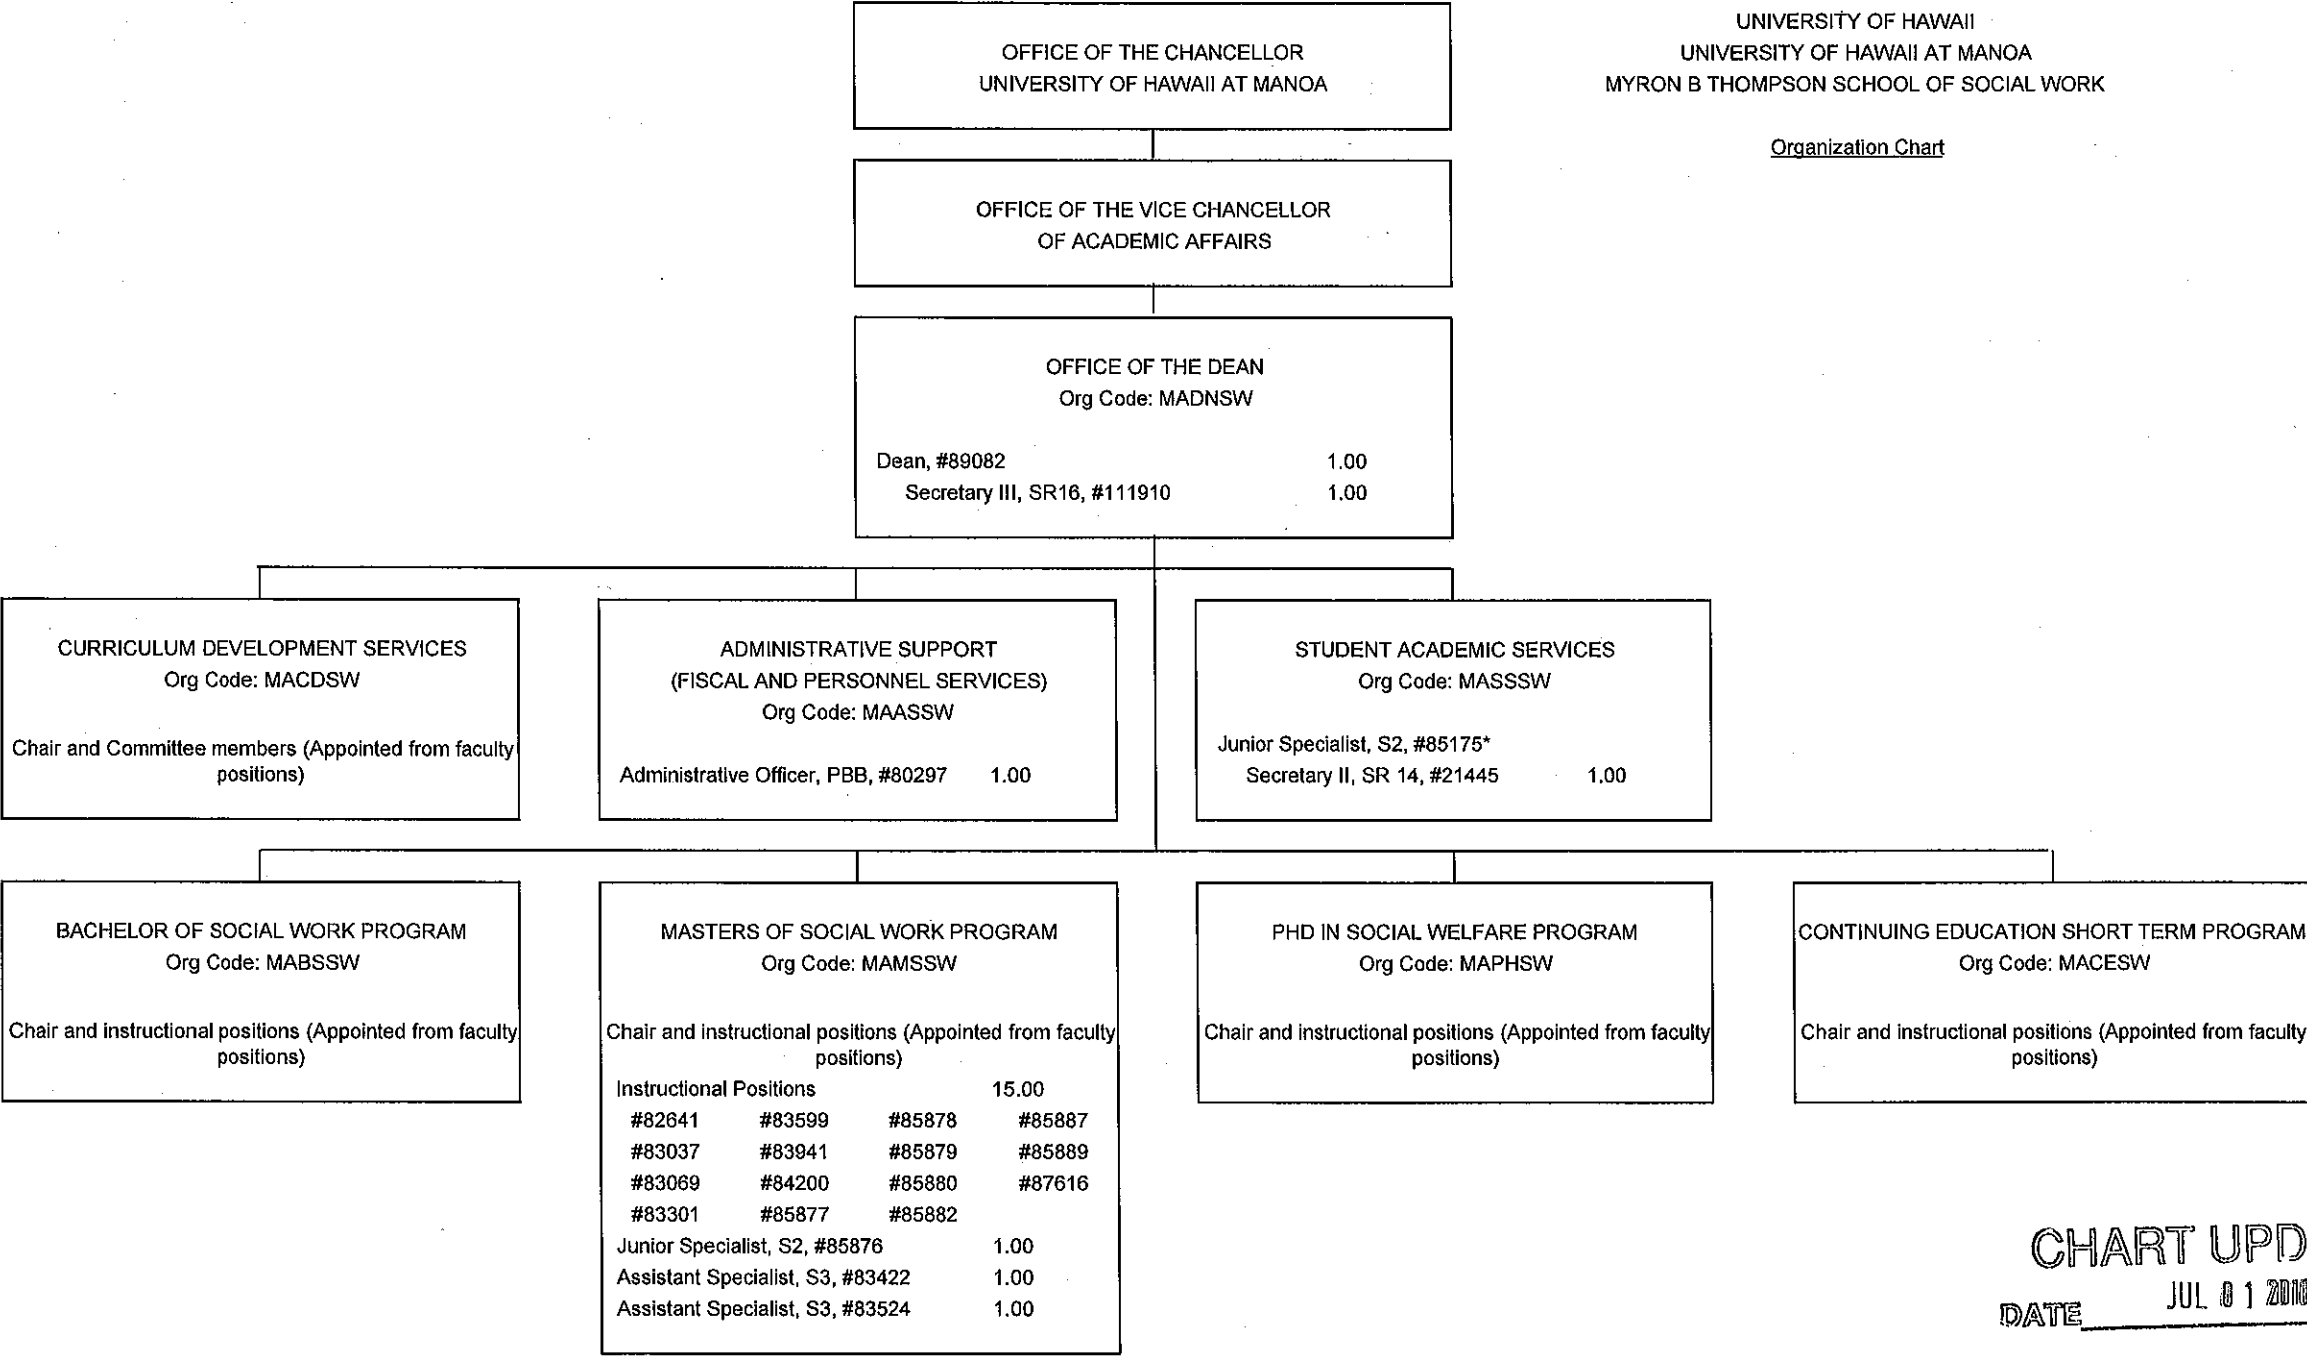 OFFICE OF THE CHANCELLOR
UNIVERSITY OF HAWAII AT MANOA
UNIVERSITY OF HAWAII
UNIVERSITY OF HAWAII AT MANOA
MYRON B THOMPSON SCHOOL OF SOCIAL WORK
Organization Chart
OFFICE OF THE VICE CHANCELLOR
OF ACADEMIC AFFAIRS
OFFICE OF THE DEAN
Org Code: MADNSW
Dean, #89082 1.00
Secretary III, SR16, #111910 1.00
CURRICULUM DEVELOPMENT SERVICES
Org Code: MACDSW
Chair and Committee members (Appointed from faculty
positions)
ADMINISTRATIVE SUPPORT
(FISCAL AND PERSONNEL SERVICES)
Org Code: MAASSW
Administrative Officer, PBB, #80297 1.00
STUDENT ACADEMIC SERVICES
Org Code: MASSSW
Junior Specialist, S2, #85175*
Secretary II, SR 14, #21445 1.00
BACHELOR OF SOCIAL WORK PROGRAM
Org Code: MABSSW
Chair and instructional positions (Appointed from faculty
positions)
MASTERS OF SOCIAL WORK PROGRAM
Org Code: MAMSSW
Chair and instructional positions (Appointed from faculty
positions)
Instructional Positions 15.00
#82641 #83599 #85878 #85887
#83037 #83941 #85879 #85889
#83069 #84200 #85880 #87616
#83301 #85877 #85882
Junior Specialist, S2, #85876 1.00
Assistant Specialist, S3, #83422 1.00
Assistant Specialist, S3, #83524 1.00
PHD IN SOCIAL WELFARE PROGRAM
Org Code: MAPHSW
Chair and instructional positions (Appointed from faculty
positions)
CONTINUING EDUCATION SHORT TERM PROGRAM
Org Code: MACESW
Chair and instructional positions (Appointed from faculty
positions)
CHART UPD
DATE JUL 01